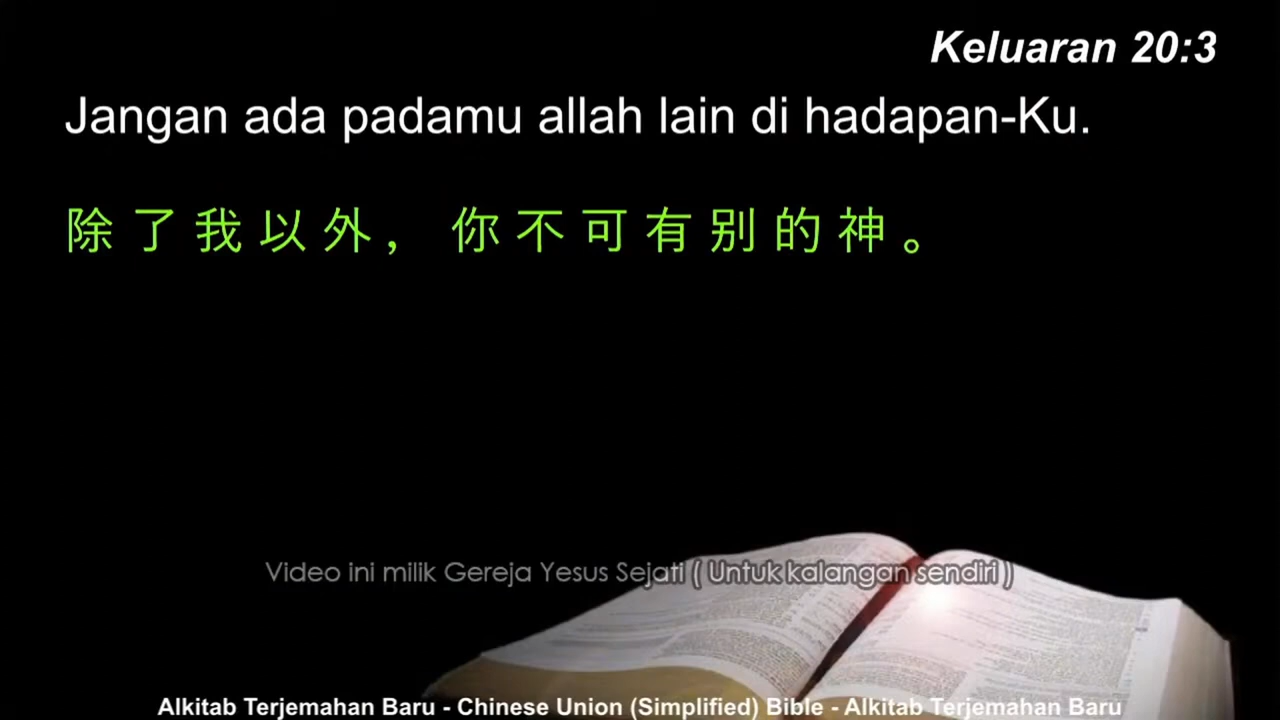 Keluaran 20:3
Jangan ada padamu allah lain di hadapan-Ku.
除了我以外， 你不可有别的神。
Video ini milik Gereja Yesus Sejati ( Untuk kalangan sendiri )
Alkitab Terjemahan Baru - Chinese Union (Simplified) Bible - Alkitab Terjemahan Baru